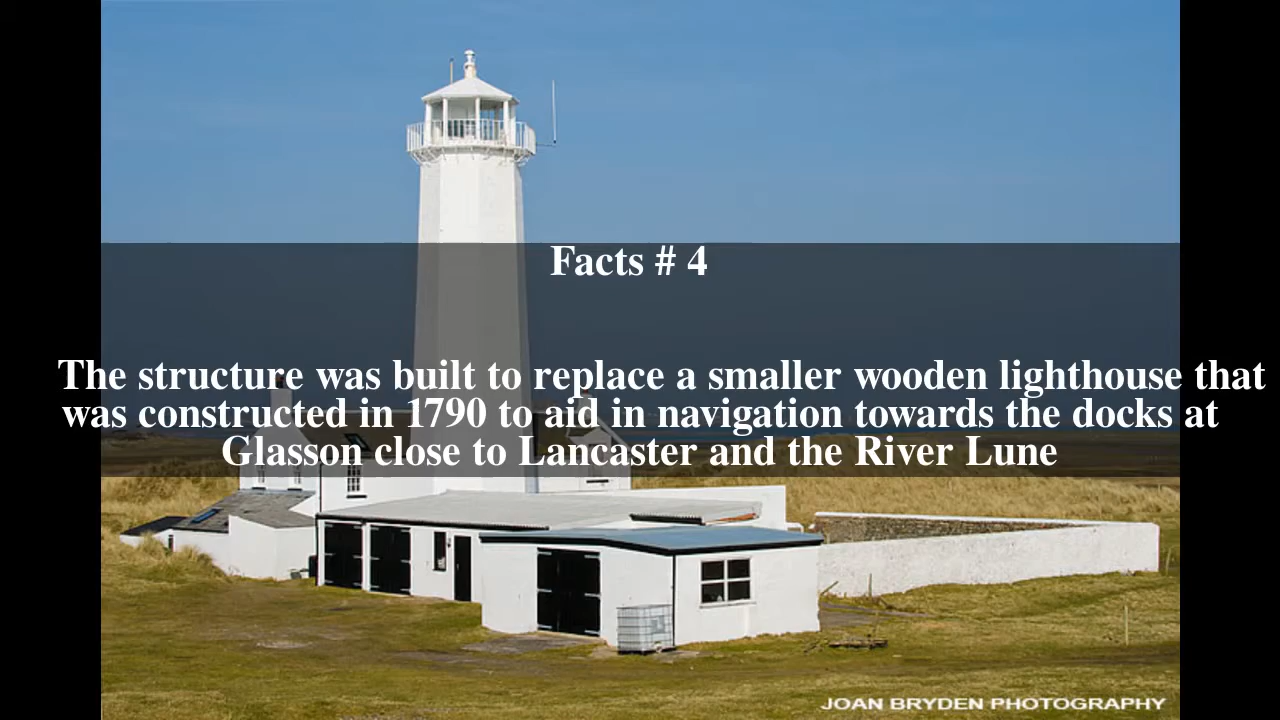 Facts # 4
The structure was built to replace a smaller wooden lighthouse that
was constructed in 1790 to aid in navigation towards the docks at
Glasson close to Lancaster and the River Lune
JOAN BRYDEN PHOTOGRAPHY